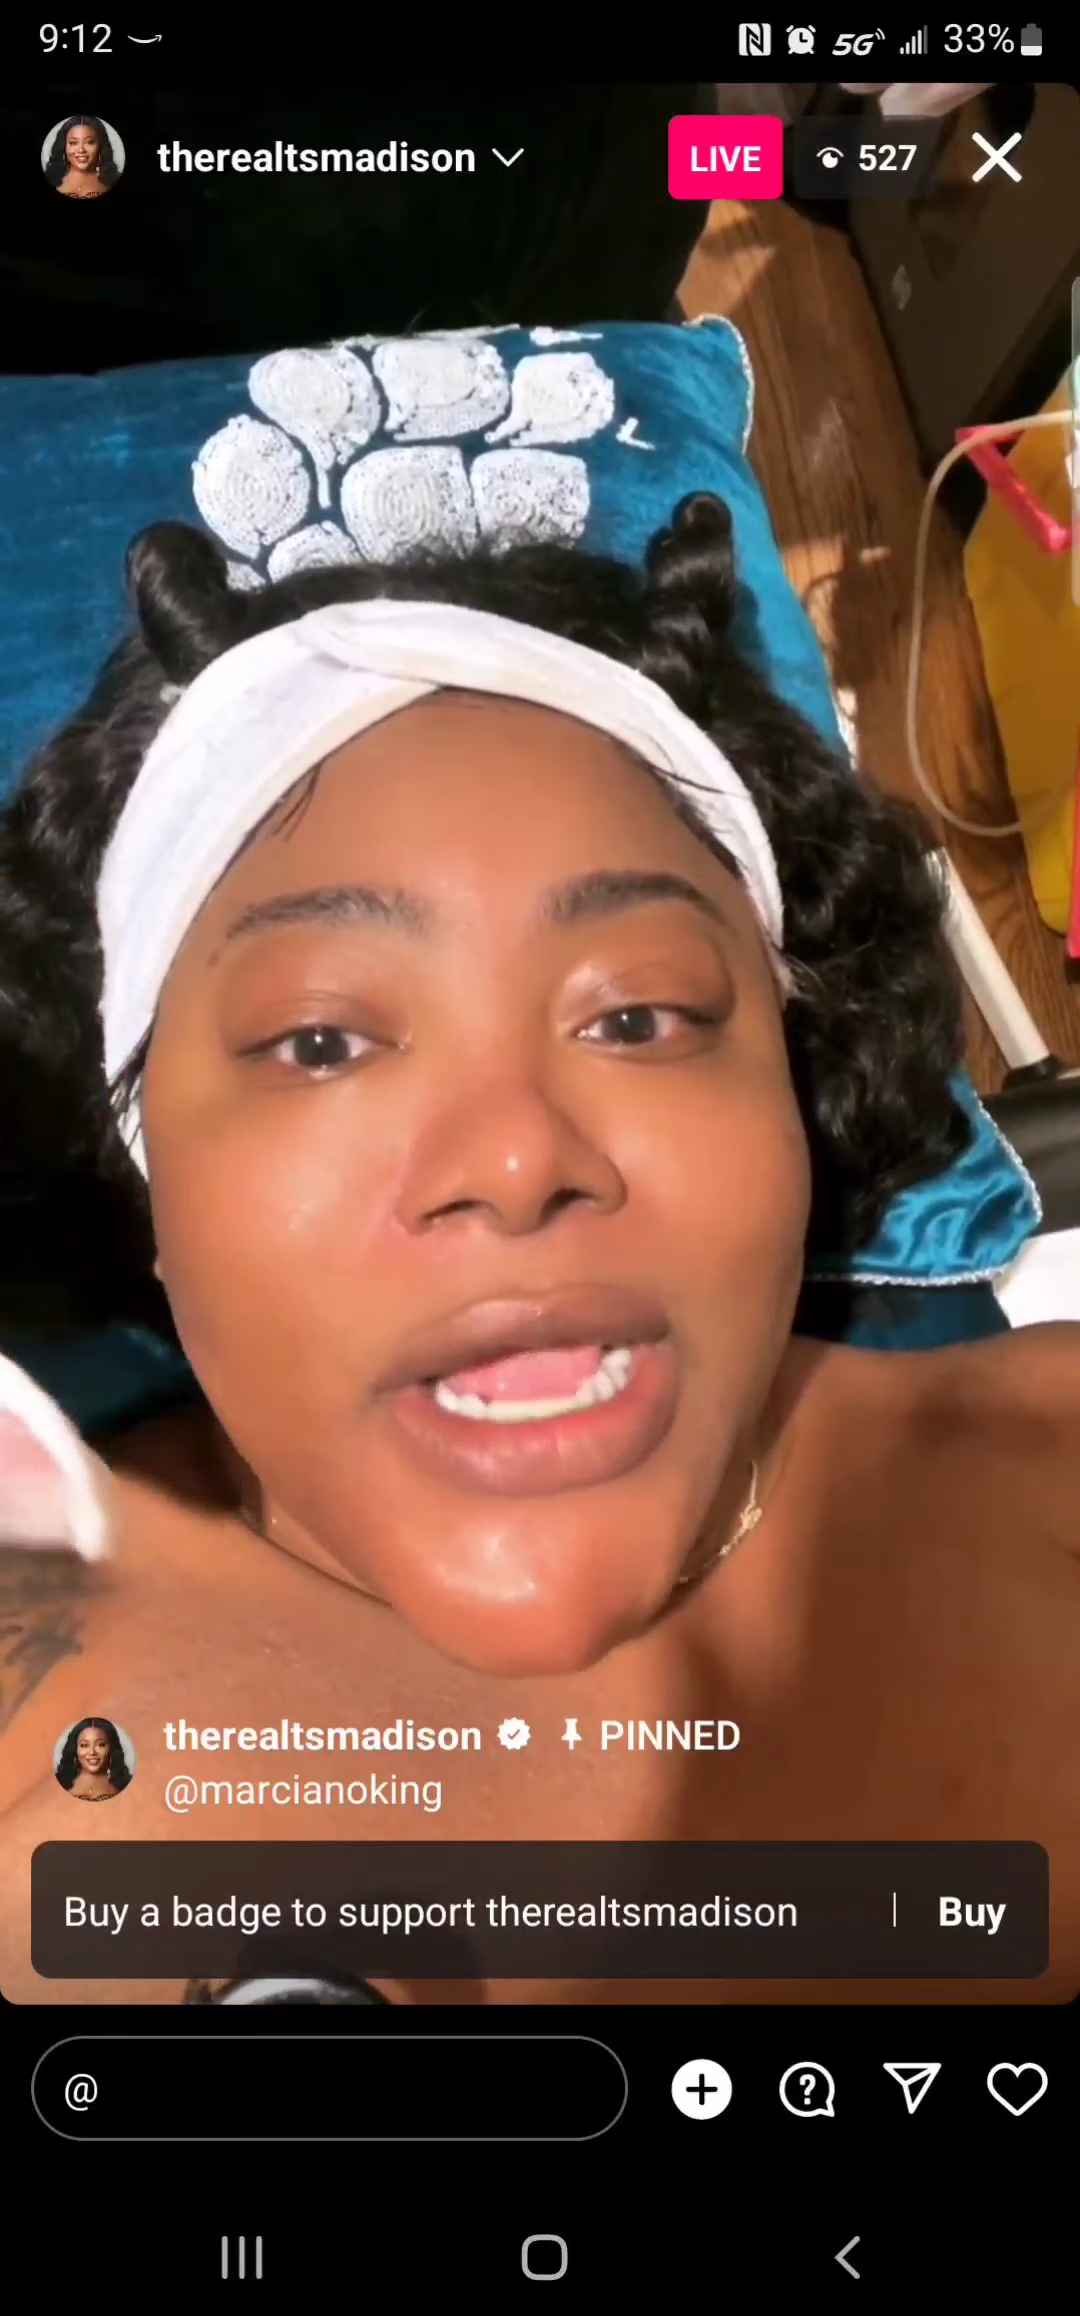 9:12 5G 33%
therealtsmadison LIVE 527
therealtsmadison PINNED
@marcianoking
Buy a badge to support therealtsmadison | Buy
@